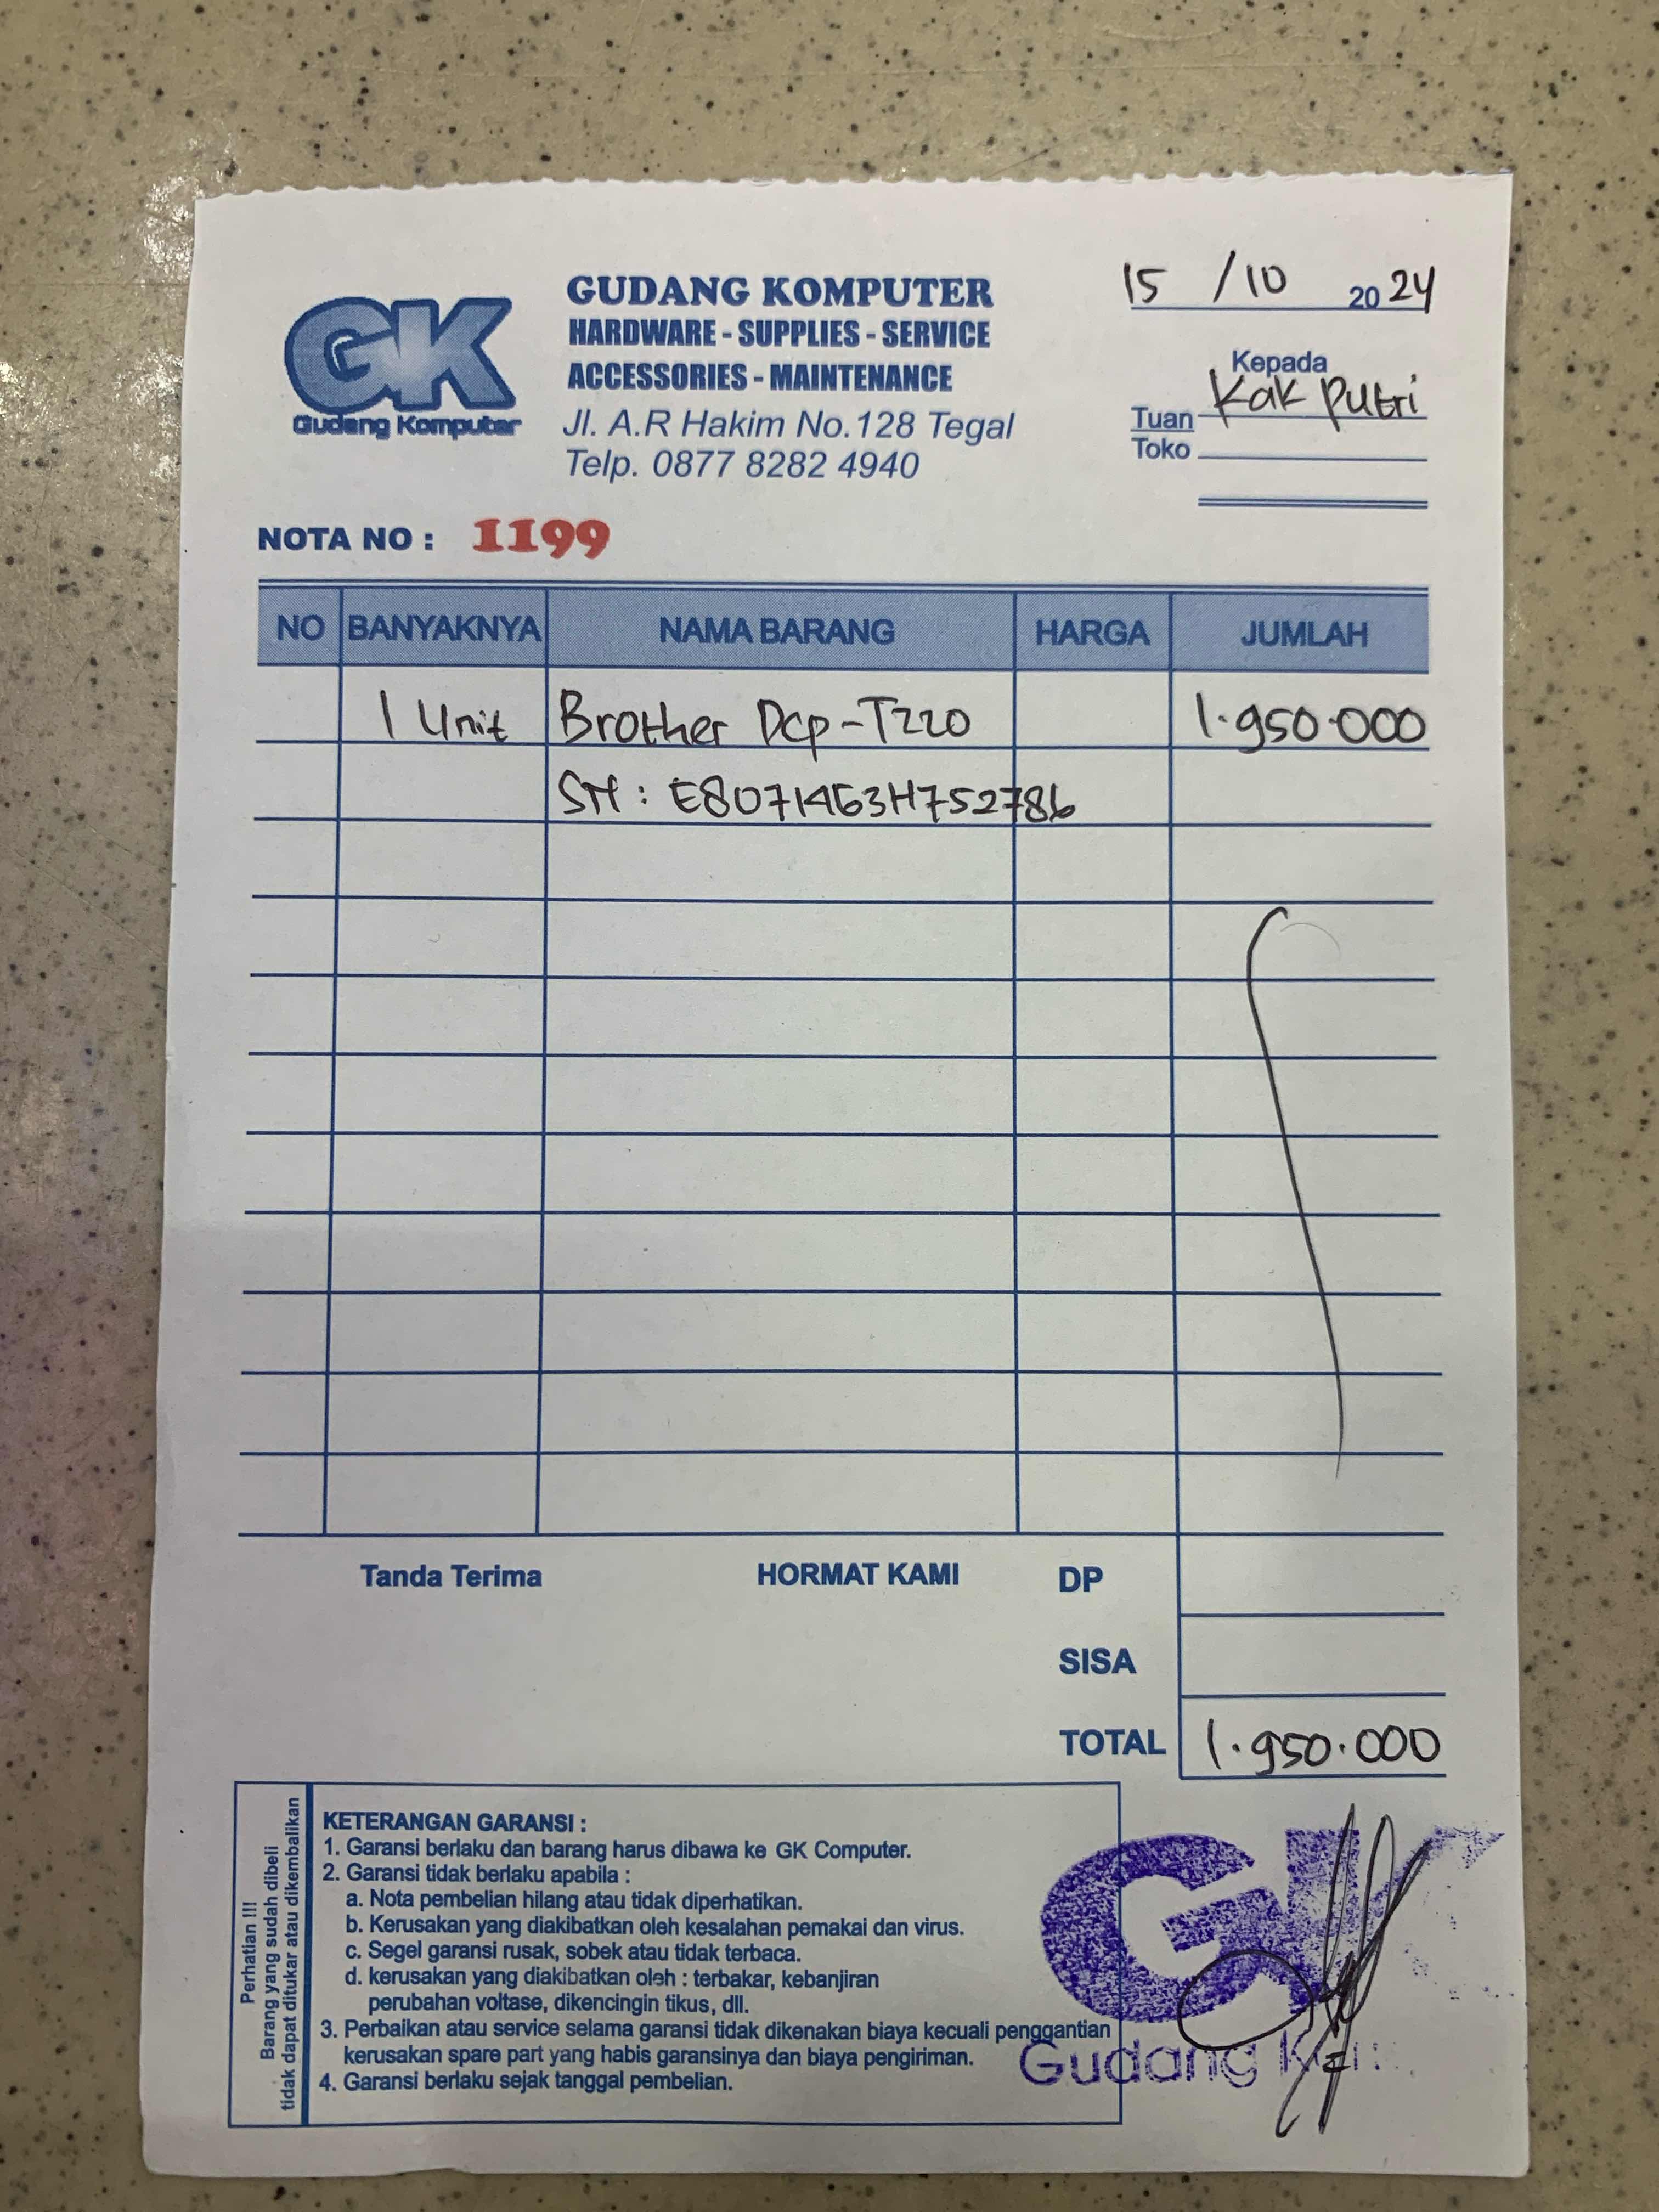 GK
Gudang Komputer
GUDANG KOMPUTER
HARDWARE - SUPPLIES - SERVICE
ACCESSORIES - MAINTENANCE
Jl. A.R Hakim No.128 Tegal
Telp. 0877 8282 4940
15 / 10 2024
Kepada
Tuan Kak Putri
Toko
NOTA NO : 1199
NO BANYAKNYA NAMA BARANG HARGA JUMLAH
1 Unit Brother Dcp-T220 1.950.000
SN : E80714G3H752786
Tanda Terima HORMAT KAMI DP
SISA
TOTAL 1.950.000
Perhatian !!!
Barang yang sudah dibeli
tidak dapat ditukar atau dikembalikan
KETERANGAN GARANSI :
1. Garansi berlaku dan barang harus dibawa ke GK Computer.
2. Garansi tidak berlaku apabila :
a. Nota pembelian hilang atau tidak diperhatikan.
b. Kerusakan yang diakibatkan oleh kesalahan pemakai dan virus.
c. Segel garansi rusak, sobek atau tidak terbaca.
d. kerusakan yang diakibatkan oleh : terbakar, kebanjiran
perubahan voltase, dikencingin tikus, dll.
3. Perbaikan atau service selama garansi tidak dikenakan biaya kecuali penggantian
kerusakan spare part yang habis garansinya dan biaya pengiriman.
4. Garansi berlaku sejak tanggal pembelian.
GK
Gudang